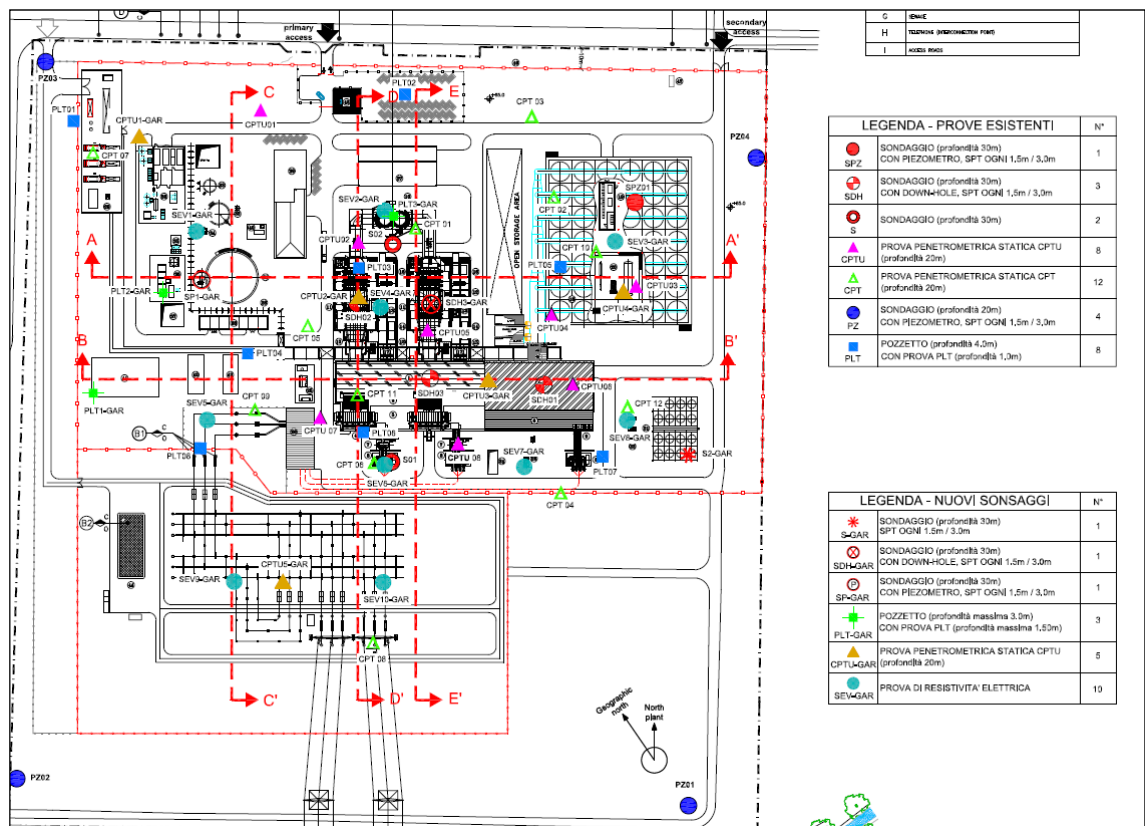 G
H TELEPHONE (INTERCONNECTION POINT)
I ACCESS ROADS
primary
access
secondary
access
PZ03
PLT01
CPTU1-GAR
CPT 07
C
CPTU01
PLT02
D
E
CPT 03
PZ04
SEV1-GAR
SEV2-GAR
PLT3-GAR
CPT 01
CPTU02
S02
OPEN STORAGE AREA
CPT 02
SPZ01
CPT 10
SEV3-GAR
A
A'
PLT2-GAR
SP1-GAR
PLT03
PLT05
CPTU2-GAR
SEV4-GAR
SDH02
SDH3-GAR
CPTU03
CPTU4-GAR
CPTU04
CPT 05
CPTU05
B
B'
PLT04
PLT1-GAR
SDH03
CPTU3-GAR
SDH01
CPTU06
CPT 11
SEV5-GAR
CPT 09
CPTU 07
CPT 12
SEV8-GAR
B1
PLT06
PLT06
CPT 06
S01
SEV6-GAR
CPTU 08
SEV7-GAR
PLT07
S2-GAR
CPT 04
B2
CPTU5-GAR
SEV9-GAR
SEV10-GAR
CPT 08
C'
D'
E'
Geographic
north
North
plant
PZ02
PZ01
LEGENDA - PROVE ESISTENTI N°
SPZ SONDAGGIO (profondità 30m)
CON PIEZOMETRO, SPT OGNI 1,5m / 3,0m 1
SDH SONDAGGIO (profondità 30m)
CON DOWN-HOLE, SPT OGNI 1,5m / 3,0m 3
S SONDAGGIO (profondità 30m) 2
CPTU PROVA PENETROMETRICA STATICA CPTU
(profondità 20m) 8
CPT PROVA PENETROMETRICA STATICA CPT
(profondità 20m) 12
PZ SONDAGGIO (profondità 20m)
CON PIEZOMETRO, SPT OGNI 1,5m / 3,0m 4
PLT POZZETTO (profondità 4.0m)
CON PROVA PLT (profondità 1,0m) 8
LEGENDA - NUOVI SONSAGGI N°
S-GAR SONDAGGIO (profondità 30m)
SPT OGNI 1.5m / 3.0m 1
SDH-GAR SONDAGGIO (profondità 30m)
CON DOWN-HOLE, SPT OGNI 1.5m / 3.0m 1
SP-GAR SONDAGGIO (profondità 30m)
CON PIEZOMETRO, SPT OGNI 1,5m / 3,0m 1
PLT-GAR POZZETTO (profondità massima 3.0m)
CON PROVA PLT (profondità massima 1,50m) 3
CPTU-GAR PROVA PENETROMETRICA STATICA CPTU
(profondità 20m) 5
SEV-GAR PROVA DI RESISTIVITA' ELETTRICA 10